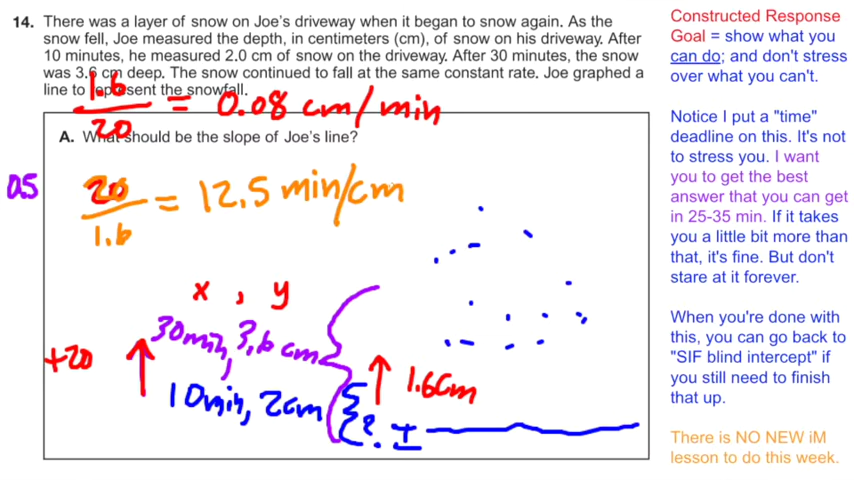 14. There was a layer of snow on Joe's driveway when it began to snow again. As the
snow fell, Joe measured the depth, in centimeters (cm), of snow on his driveway. After
10 minutes, he measured 2.0 cm of snow on the driveway. After 30 minutes, the snow
was 3.6 cm deep. The snow continued to fall at the same constant rate. Joe graphed a
line to represent the snowfall.
1.6
20
= 0.08 cm/min
A. What should be the slope of Joe's line?
0.5
20
1.6
= 12.5 min/cm
x , y
30min, 3,6 cm
+20
10min, 2cm
1.6cm
?
Constructed Response
Goal = show what you
can do; and don't stress
over what you can't.
Notice I put a "time"
deadline on this. It's not
to stress you. I want
you to get the best
answer that you can get
in 25-35 min. If it takes
you a little bit more than
that, it's fine. But don't
stare at it forever.
When you're done with
this, you can go back to
"SIF blind intercept" if
you still need to finish
that up.
There is NO NEW iM
lesson to do this week.